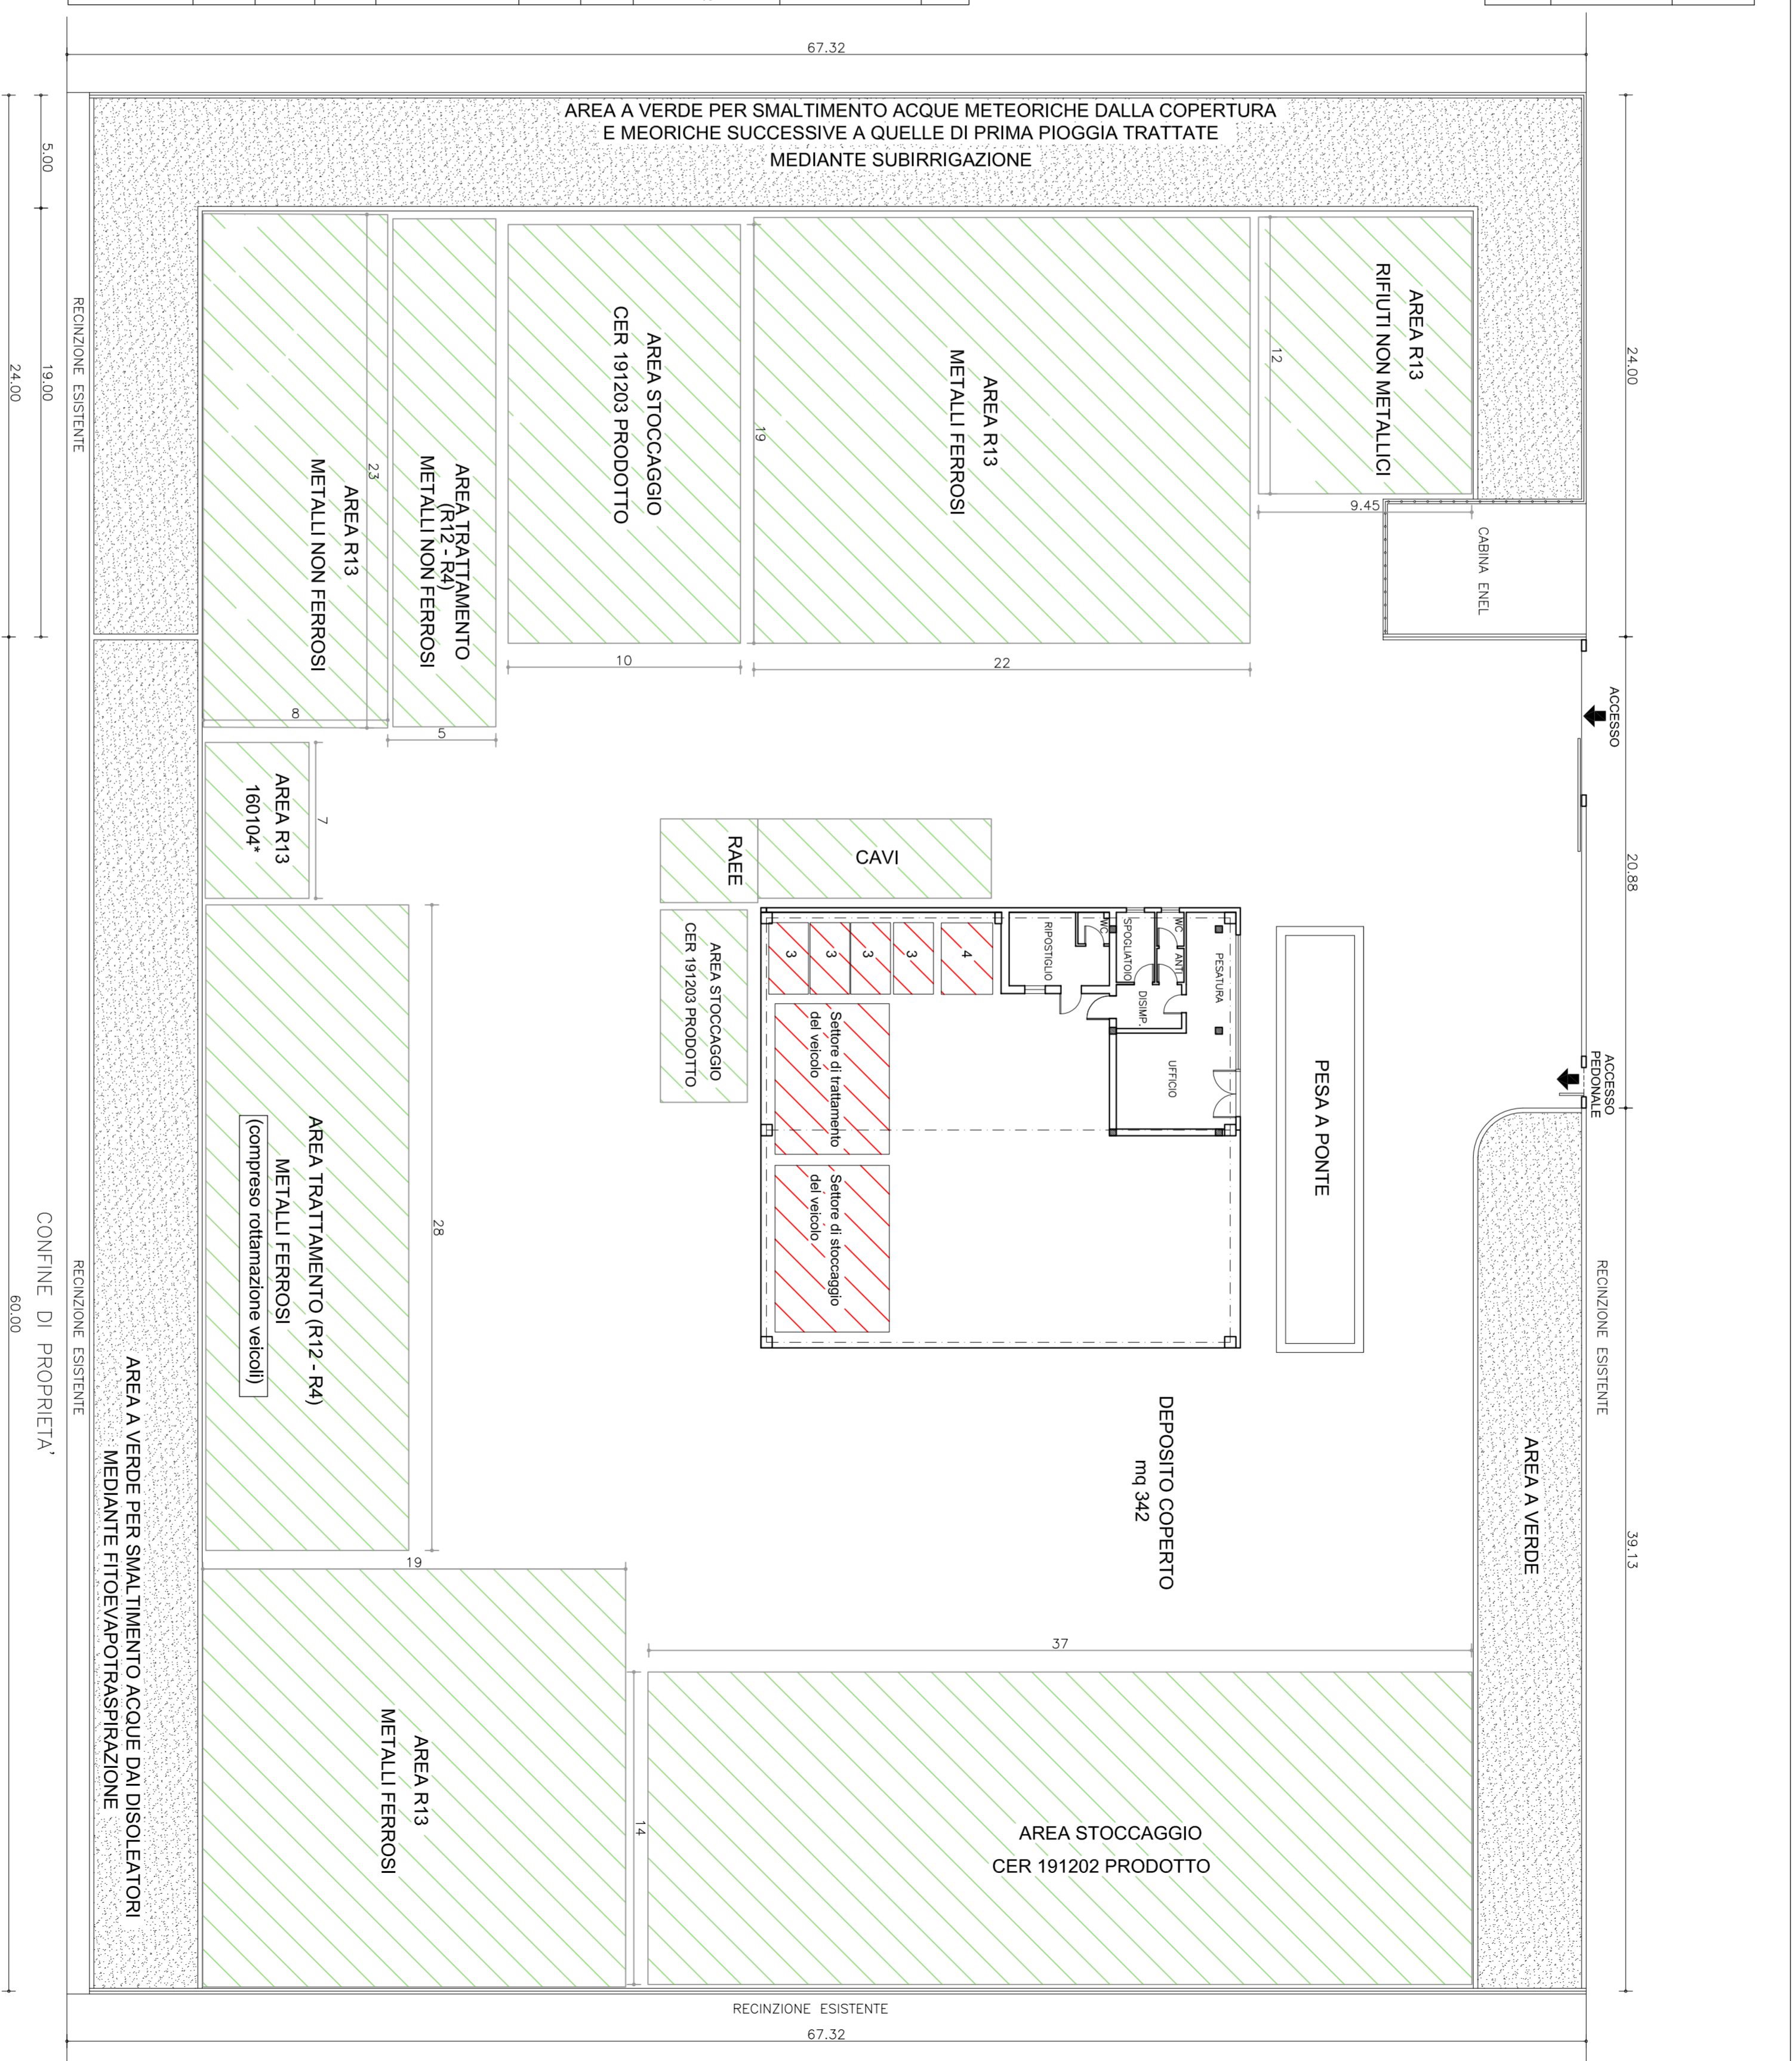 67.32
AREA A VERDE PER SMALTIMENTO ACQUE METEORICHE DALLA COPERTURA
E MEORICHE SUCCESSIVE A QUELLE DI PRIMA PIOGGIA TRATTATE
MEDIANTE SUBIRRIGAZIONE
5.00
19.00
24.00
RECINZIONE ESISTENTE
AREA R13
METALLI NON FERROSI
23
8
AREA TRATTAMENTO
(R12 - R4)
METALLI NON FERROSI
5
AREA STOCCAGGIO
CER 191203 PRODOTTO
10
AREA R13
METALLI FERROSI
19
22
AREA R13
RIFIUTI NON METALLICI
12
9.45
CABINA ENEL
24.00
ACCESSO
20.88
ACCESSO
PEDONALE
AREA R13
160104*
7
RAEE
CAVI
AREA STOCCAGGIO
CER 191203 PRODOTTO
3
3
3
3
4
RIPOSTIGLIO
WC
SPOGLIATOIO
WC
ANTI
PESATURA
DISIMP.
UFFICIO
Settore di trattamento
del veicolo
Settore di stoccaggio
del veicolo
PESA A PONTE
DEPOSITO COPERTO
mq 342
AREA TRATTAMENTO (R12 - R4)
METALLI FERROSI
(compreso rottamazione veicoli)
28
RECINZIONE ESISTENTE
AREA A VERDE
39.13
CONFINE DI PROPRIETA'
60.00
RECINZIONE ESISTENTE
AREA A VERDE PER SMALTIMENTO ACQUE DAI DISOLEATORI
MEDIANTE FITOEVAPOTRASPIRAZIONE
19
AREA R13
METALLI FERROSI
37
14
AREA STOCCAGGIO
CER 191202 PRODOTTO
RECINZIONE ESISTENTE
67.32